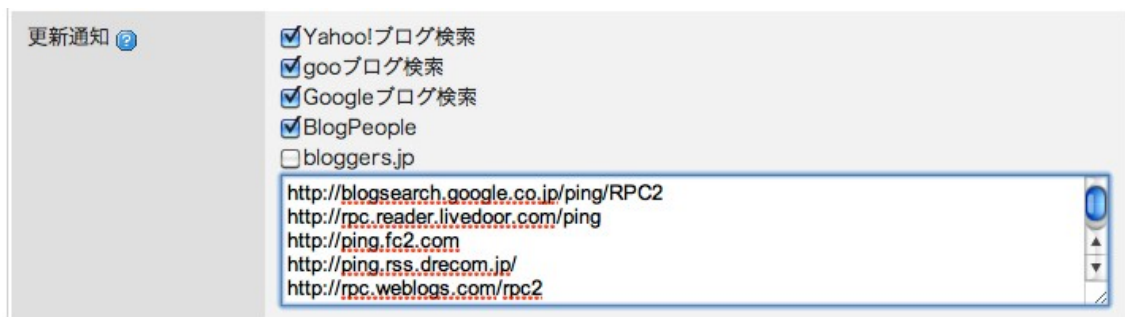 更新通知 ?
Yahoo!ブログ検索
gooブログ検索
Googleブログ検索
BlogPeople
bloggers.jp
http://blogsearch.google.co.jp/ping/RPC2
http://rpc.reader.livedoor.com/ping
http://ping.fc2.com
http://ping.rss.drecom.jp/
http://rpc.weblogs.com/rpc2